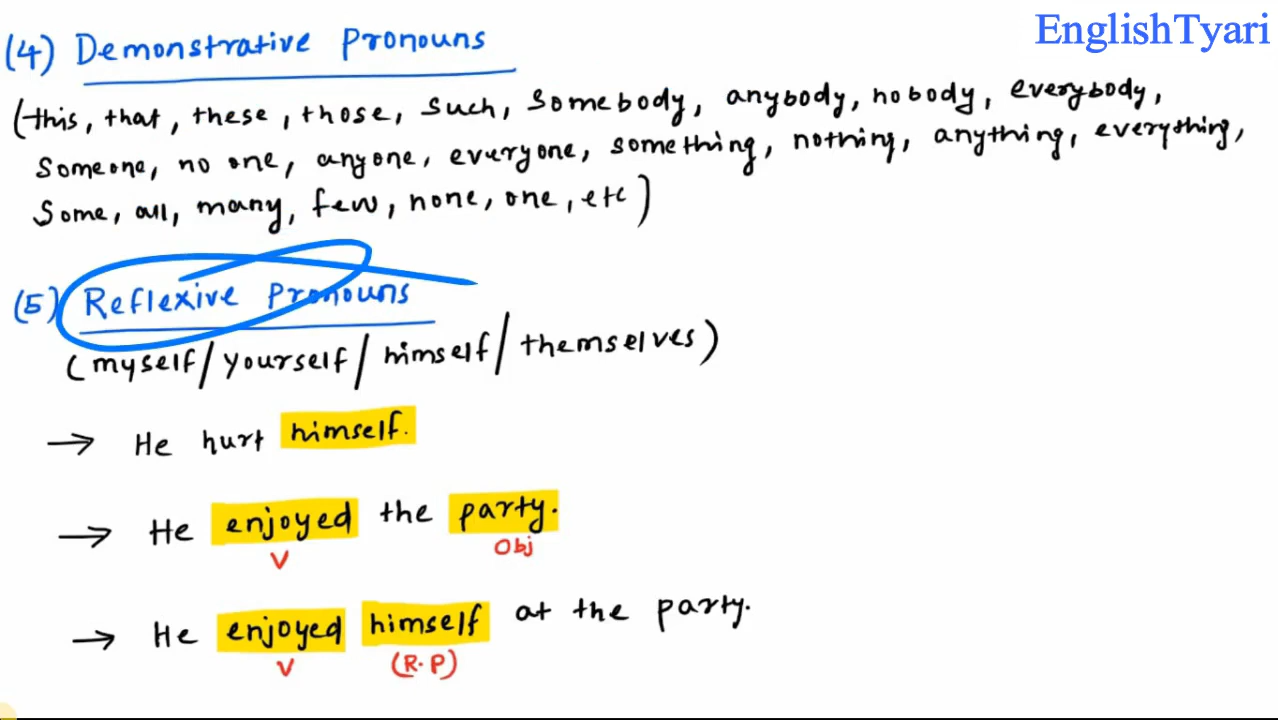 EnglishTyari
(4) Demonstrative Pronouns
(this, that, these, those, such, somebody, anybody, nobody, everybody,
Someone, no one, anyone, everyone, something, nothing, anything, everything,
Some, all, many, few, none, one, etc)
(5) Reflexive Pronouns
(myself/yourself/himself/themselves)
→ He hurt himself.
→ He enjoyed the party.
V Obj
→ He enjoyed himself at the party.
V (R.P)